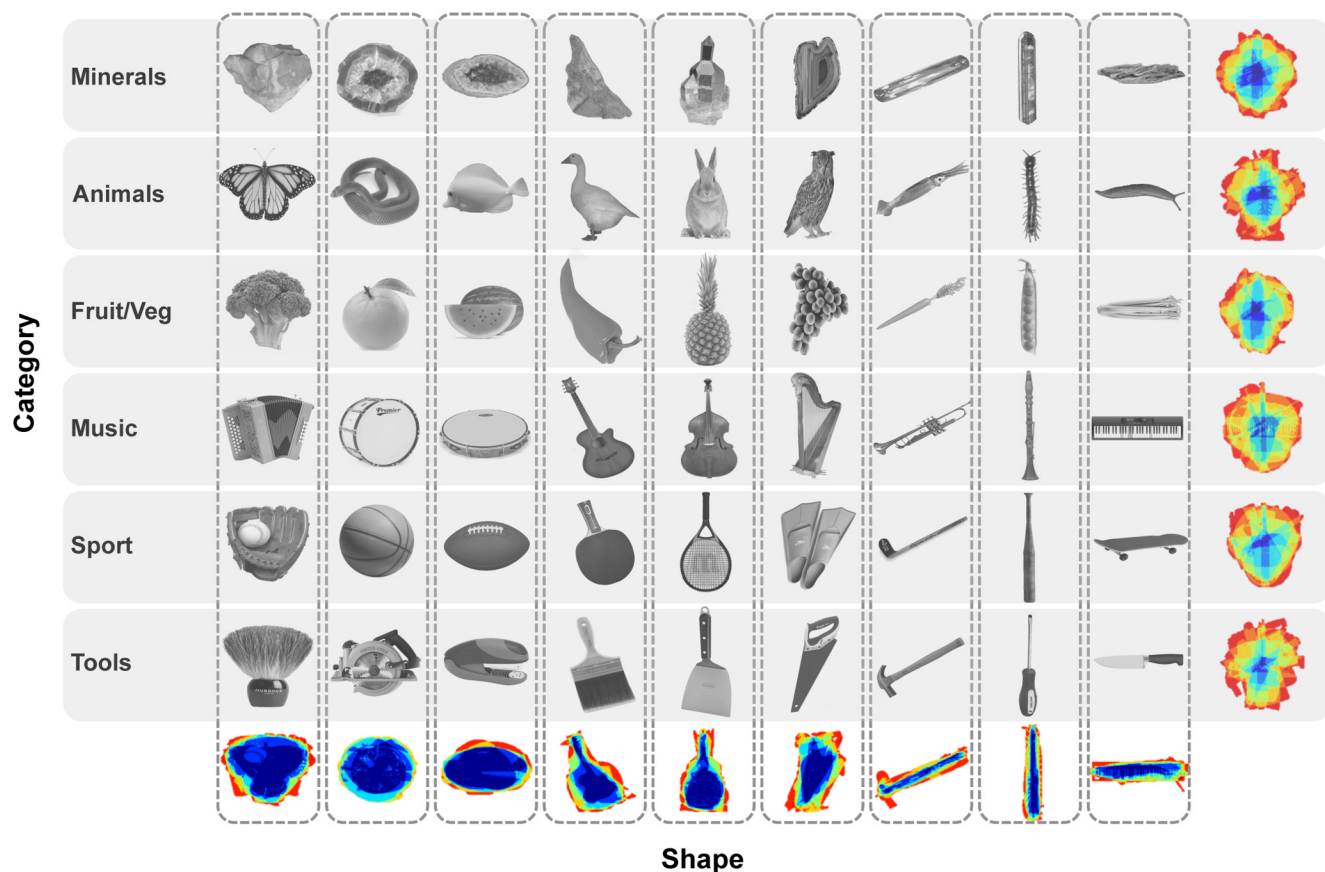 Minerals
Animals
Fruit/Veg
Music
Premier
Sport
Tools
Category
Shape